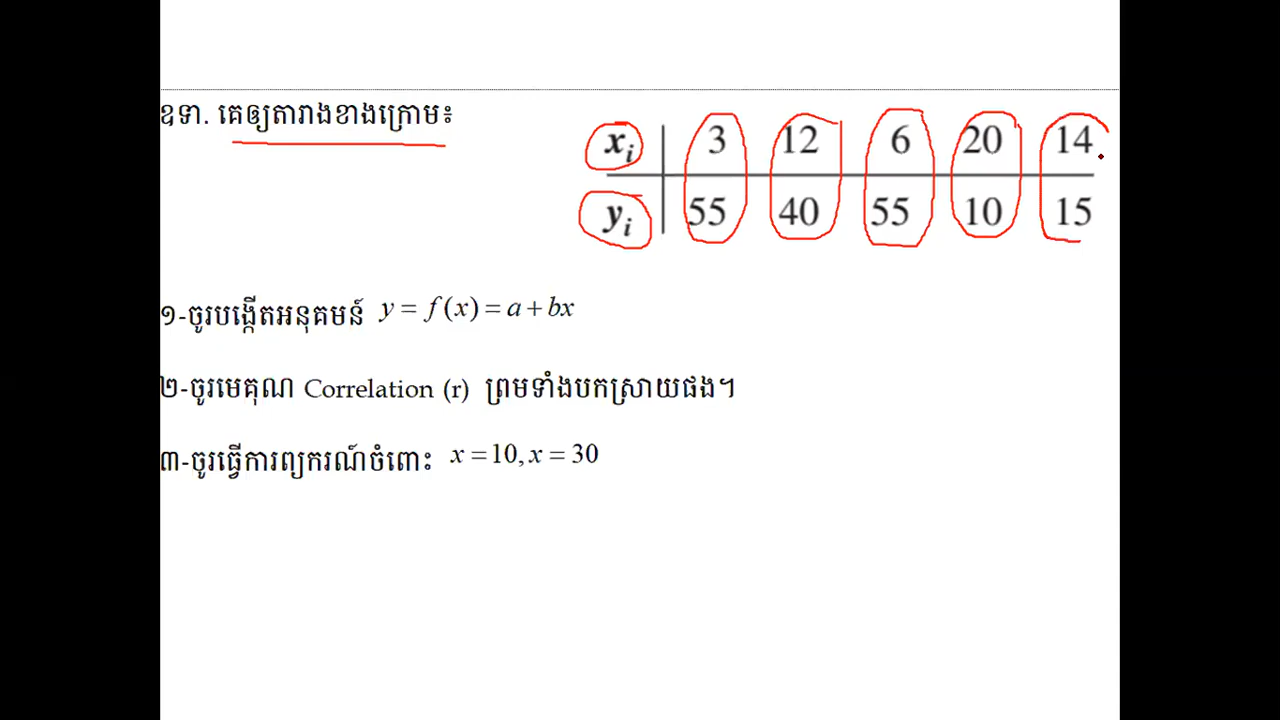 ឧទា. គេឲ្យតារាងខាងក្រោម៖
xᵢ 3 12 6 20 14
yᵢ 55 40 55 10 15
១-ចូរបង្កើតអនុគមន៍ y = f(x) = a + bx
២-ចូរមេគុណ Correlation (r) ព្រមទាំងបកស្រាយផង។
៣-ចូរធ្វើការព្យករណ៍ចំពោះ x = 10, x = 30